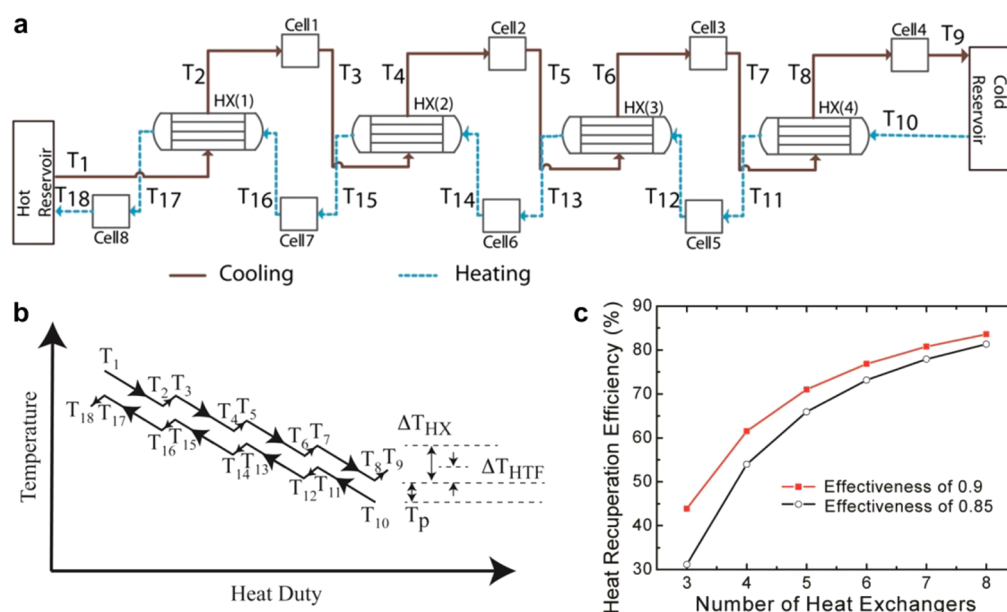 a
Cell1
Cell2
Cell3
Cell4
T9
T2
T3
T4
T5
T6
T7
T8
HX(1)
HX(2)
HX(3)
HX(4)
Cold
Reservoir
Hot
Reservoir
T1
T10
T18
T17
T16
T15
T14
T13
T12
T11
Cell8
Cell7
Cell6
Cell5
Cooling
Heating
b
Temperature
T1
T2
T3
T4
T5
T6
T7
T8
T9
T18
T17
T16
T15
T14
T13
T12
T11
T10
ΔT_HX
ΔT_HTF
Tp
Heat Duty
c
Heat Recuperation Efficiency (%)
90
80
70
60
50
40
30
Effectiveness of 0.9
Effectiveness of 0.85
3 4 5 6 7 8
Number of Heat Exchangers